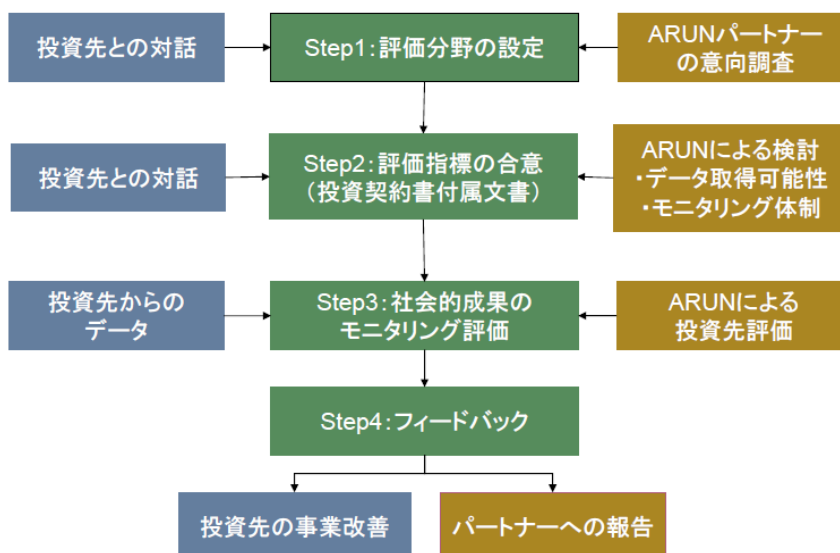 投資先との対話
Step1:評価分野の設定
ARUNパートナー
の意向調査
投資先との対話
Step2:評価指標の合意
(投資契約書付属文書)
ARUNによる検討
・データ取得可能性
・モニタリング体制
投資先からの
データ
Step3:社会的成果の
モニタリング評価
ARUNによる
投資先評価
Step4:フィードバック
投資先の事業改善
パートナーへの報告